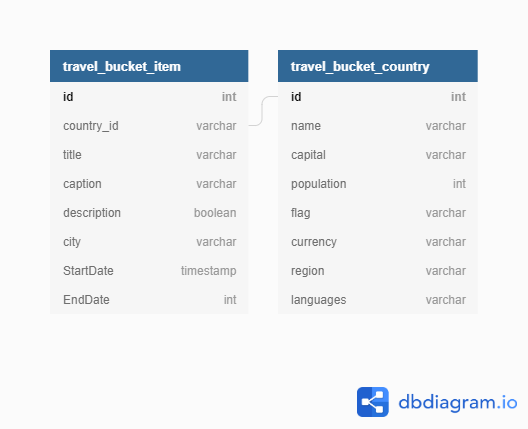 travel_bucket_item
id int
country_id varchar
title varchar
caption varchar
description boolean
city varchar
StartDate timestamp
EndDate int
travel_bucket_country
id int
name varchar
capital varchar
population int
flag varchar
currency varchar
region varchar
languages varchar
dbdiagram.io